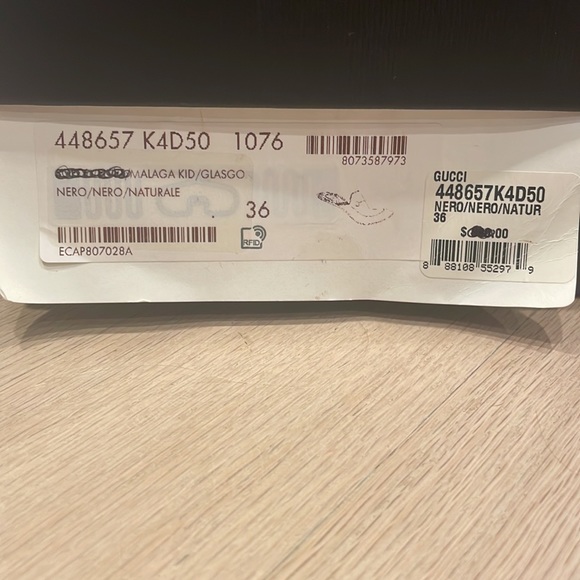 448657 K4D50 1076
8073587973
MALAGA KID/GLASGO
NERO/NERO/NATURALE
36
ECAP807028A
RFID
GUCCI
448657K4D50
NERO/NERO/NATUR
36
8 88108 55297 9